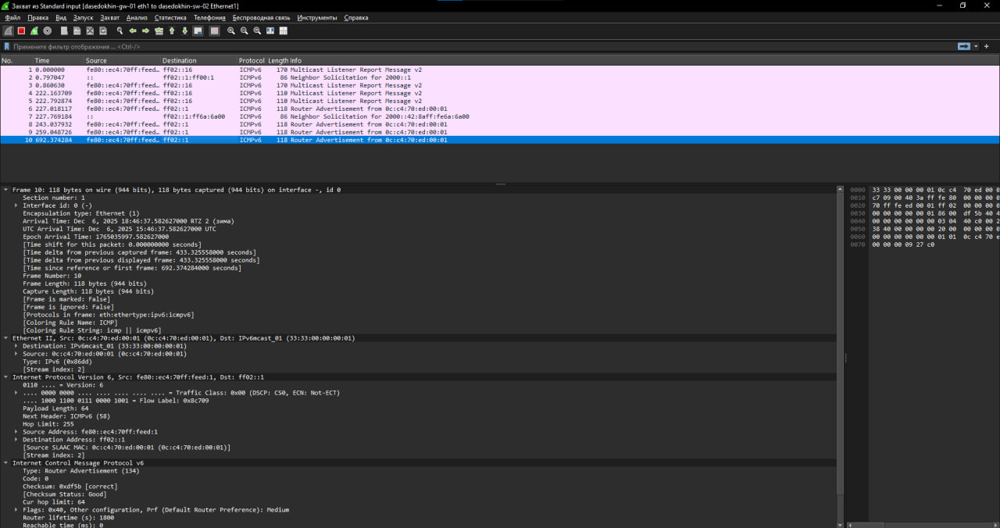 Захват из Standard input [dasedokhin-gw-01 eth1 to dasedokhin-sw-02 Ethernet1]
Файл Правка Вид Запуск Захват Анализ Статистика Телефония Беспроводная связь Инструменты Справка
Примените фильтр отображения ... <Ctrl-/>
No. Time Source Destination Protocol Length Info
1 0.000000 fe80::ec4:70ff:feed… ff02::16 ICMPv6 170 Multicast Listener Report Message v2
2 0.797047 :: ff02::1:ff00:1 ICMPv6 86 Neighbor Solicitation for 2000::1
3 0.860630 fe80::ec4:70ff:feed… ff02::16 ICMPv6 170 Multicast Listener Report Message v2
4 222.163709 fe80::ec4:70ff:feed… ff02::16 ICMPv6 110 Multicast Listener Report Message v2
5 222.792874 fe80::ec4:70ff:feed… ff02::16 ICMPv6 110 Multicast Listener Report Message v2
6 227.018117 fe80::ec4:70ff:feed… ff02::1 ICMPv6 118 Router Advertisement from 0c:c4:70:ed:00:01
7 227.769184 :: ff02::1:ff6a:6a00 ICMPv6 86 Neighbor Solicitation for 2000::42:8aff:fe6a:6a00
8 243.037932 fe80::ec4:70ff:feed… ff02::1 ICMPv6 118 Router Advertisement from 0c:c4:70:ed:00:01
9 259.048726 fe80::ec4:70ff:feed… ff02::1 ICMPv6 118 Router Advertisement from 0c:c4:70:ed:00:01
10 692.374284 fe80::ec4:70ff:feed… ff02::1 ICMPv6 118 Router Advertisement from 0c:c4:70:ed:00:01
Frame 10: 118 bytes on wire (944 bits), 118 bytes captured (944 bits) on interface -, id 0
Section number: 1
Interface id: 0 (-)
Encapsulation type: Ethernet (1)
Arrival Time: Dec  6, 2025 18:46:37.582627000 RTZ 2 (зима)
UTC Arrival Time: Dec  6, 2025 15:46:37.582627000 UTC
Epoch Arrival Time: 1765035997.582627000
[Time shift for this packet: 0.000000000 seconds]
[Time delta from previous captured frame: 433.325558000 seconds]
[Time delta from previous displayed frame: 433.325558000 seconds]
[Time since reference or first frame: 692.374284000 seconds]
Frame Number: 10
Frame Length: 118 bytes (944 bits)
Capture Length: 118 bytes (944 bits)
[Frame is marked: False]
[Frame is ignored: False]
[Protocols in frame: eth:ethertype:ipv6:icmpv6]
[Coloring Rule Name: ICMP]
[Coloring Rule String: icmp || icmpv6]
Ethernet II, Src: 0c:c4:70:ed:00:01 (0c:c4:70:ed:00:01), Dst: IPv6mcast_01 (33:33:00:00:00:01)
Destination: IPv6mcast_01 (33:33:00:00:00:01)
Source: 0c:c4:70:ed:00:01 (0c:c4:70:ed:00:01)
Type: IPv6 (0x86dd)
[Stream index: 2]
Internet Protocol Version 6, Src: fe80::ec4:70ff:feed:1, Dst: ff02::1
0110 .... = Version: 6
.... 0000 0000 .... .... .... .... .... = Traffic Class: 0x00 (DSCP: CS0, ECN: Not-ECT)
.... 1000 1100 0111 0000 1001 = Flow Label: 0x8c709
Payload Length: 64
Next Header: ICMPv6 (58)
Hop Limit: 255
Source Address: fe80::ec4:70ff:feed:1
Destination Address: ff02::1
[Source SLAAC MAC: 0c:c4:70:ed:00:01 (0c:c4:70:ed:00:01)]
[Stream index: 2]
Internet Control Message Protocol v6
Type: Router Advertisement (134)
Code: 0
Checksum: 0xdf5b [correct]
[Checksum Status: Good]
Cur hop limit: 64
Flags: 0x40, Other configuration, Prf (Default Router Preference): Medium
Router lifetime (s): 1800
Reachable time (ms): 0
0000 33 33 00 00 00 01 0c c4 70 ed 00 0
0010 c7 09 00 40 3a ff fe 80 00 00 00 0
0020 70 ff fe ed 00 01 ff 02 00 00 00 0
0030 00 00 00 00 00 01 86 00 df 5b 40 4
0040 00 00 00 00 00 00 03 04 40 c0 00 2
0050 38 40 00 00 00 00 20 00 00 00 00 0
0060 00 00 00 00 00 00 01 01 0c c4 70 e
0070 00 00 00 09 27 c0